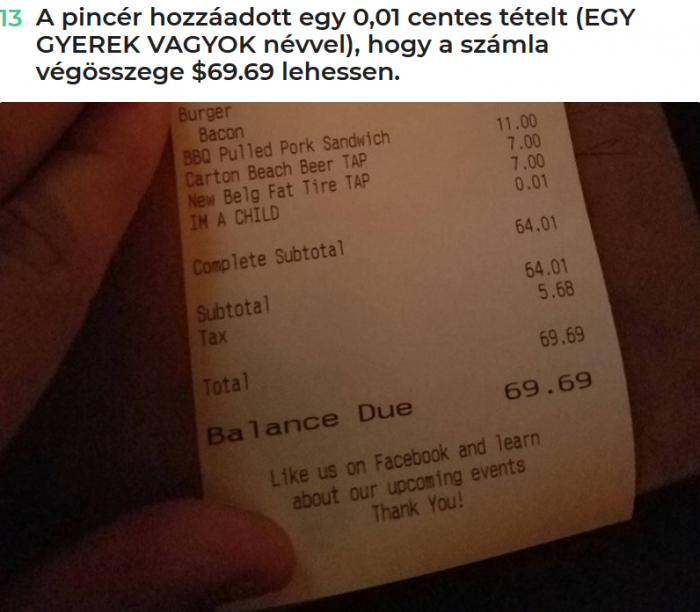 13 A pincér hozzáadott egy 0,01 centes tételt (EGY
GYEREK VAGYOK névvel), hogy a számla
végösszege $69.69 lehessen.
Burger
Bacon
BBQ Pulled Pork Sandwich 11.00
Carton Beach Beer TAP 7.00
New Belg Fat Tire TAP 7.00
IM A CHILD 0.01
Complete Subtotal 64.01
Subtotal 64.01
Tax 5.68
Total 69.69
Balance Due 69.69
Like us on Facebook and learn
about our upcoming events
Thank You!